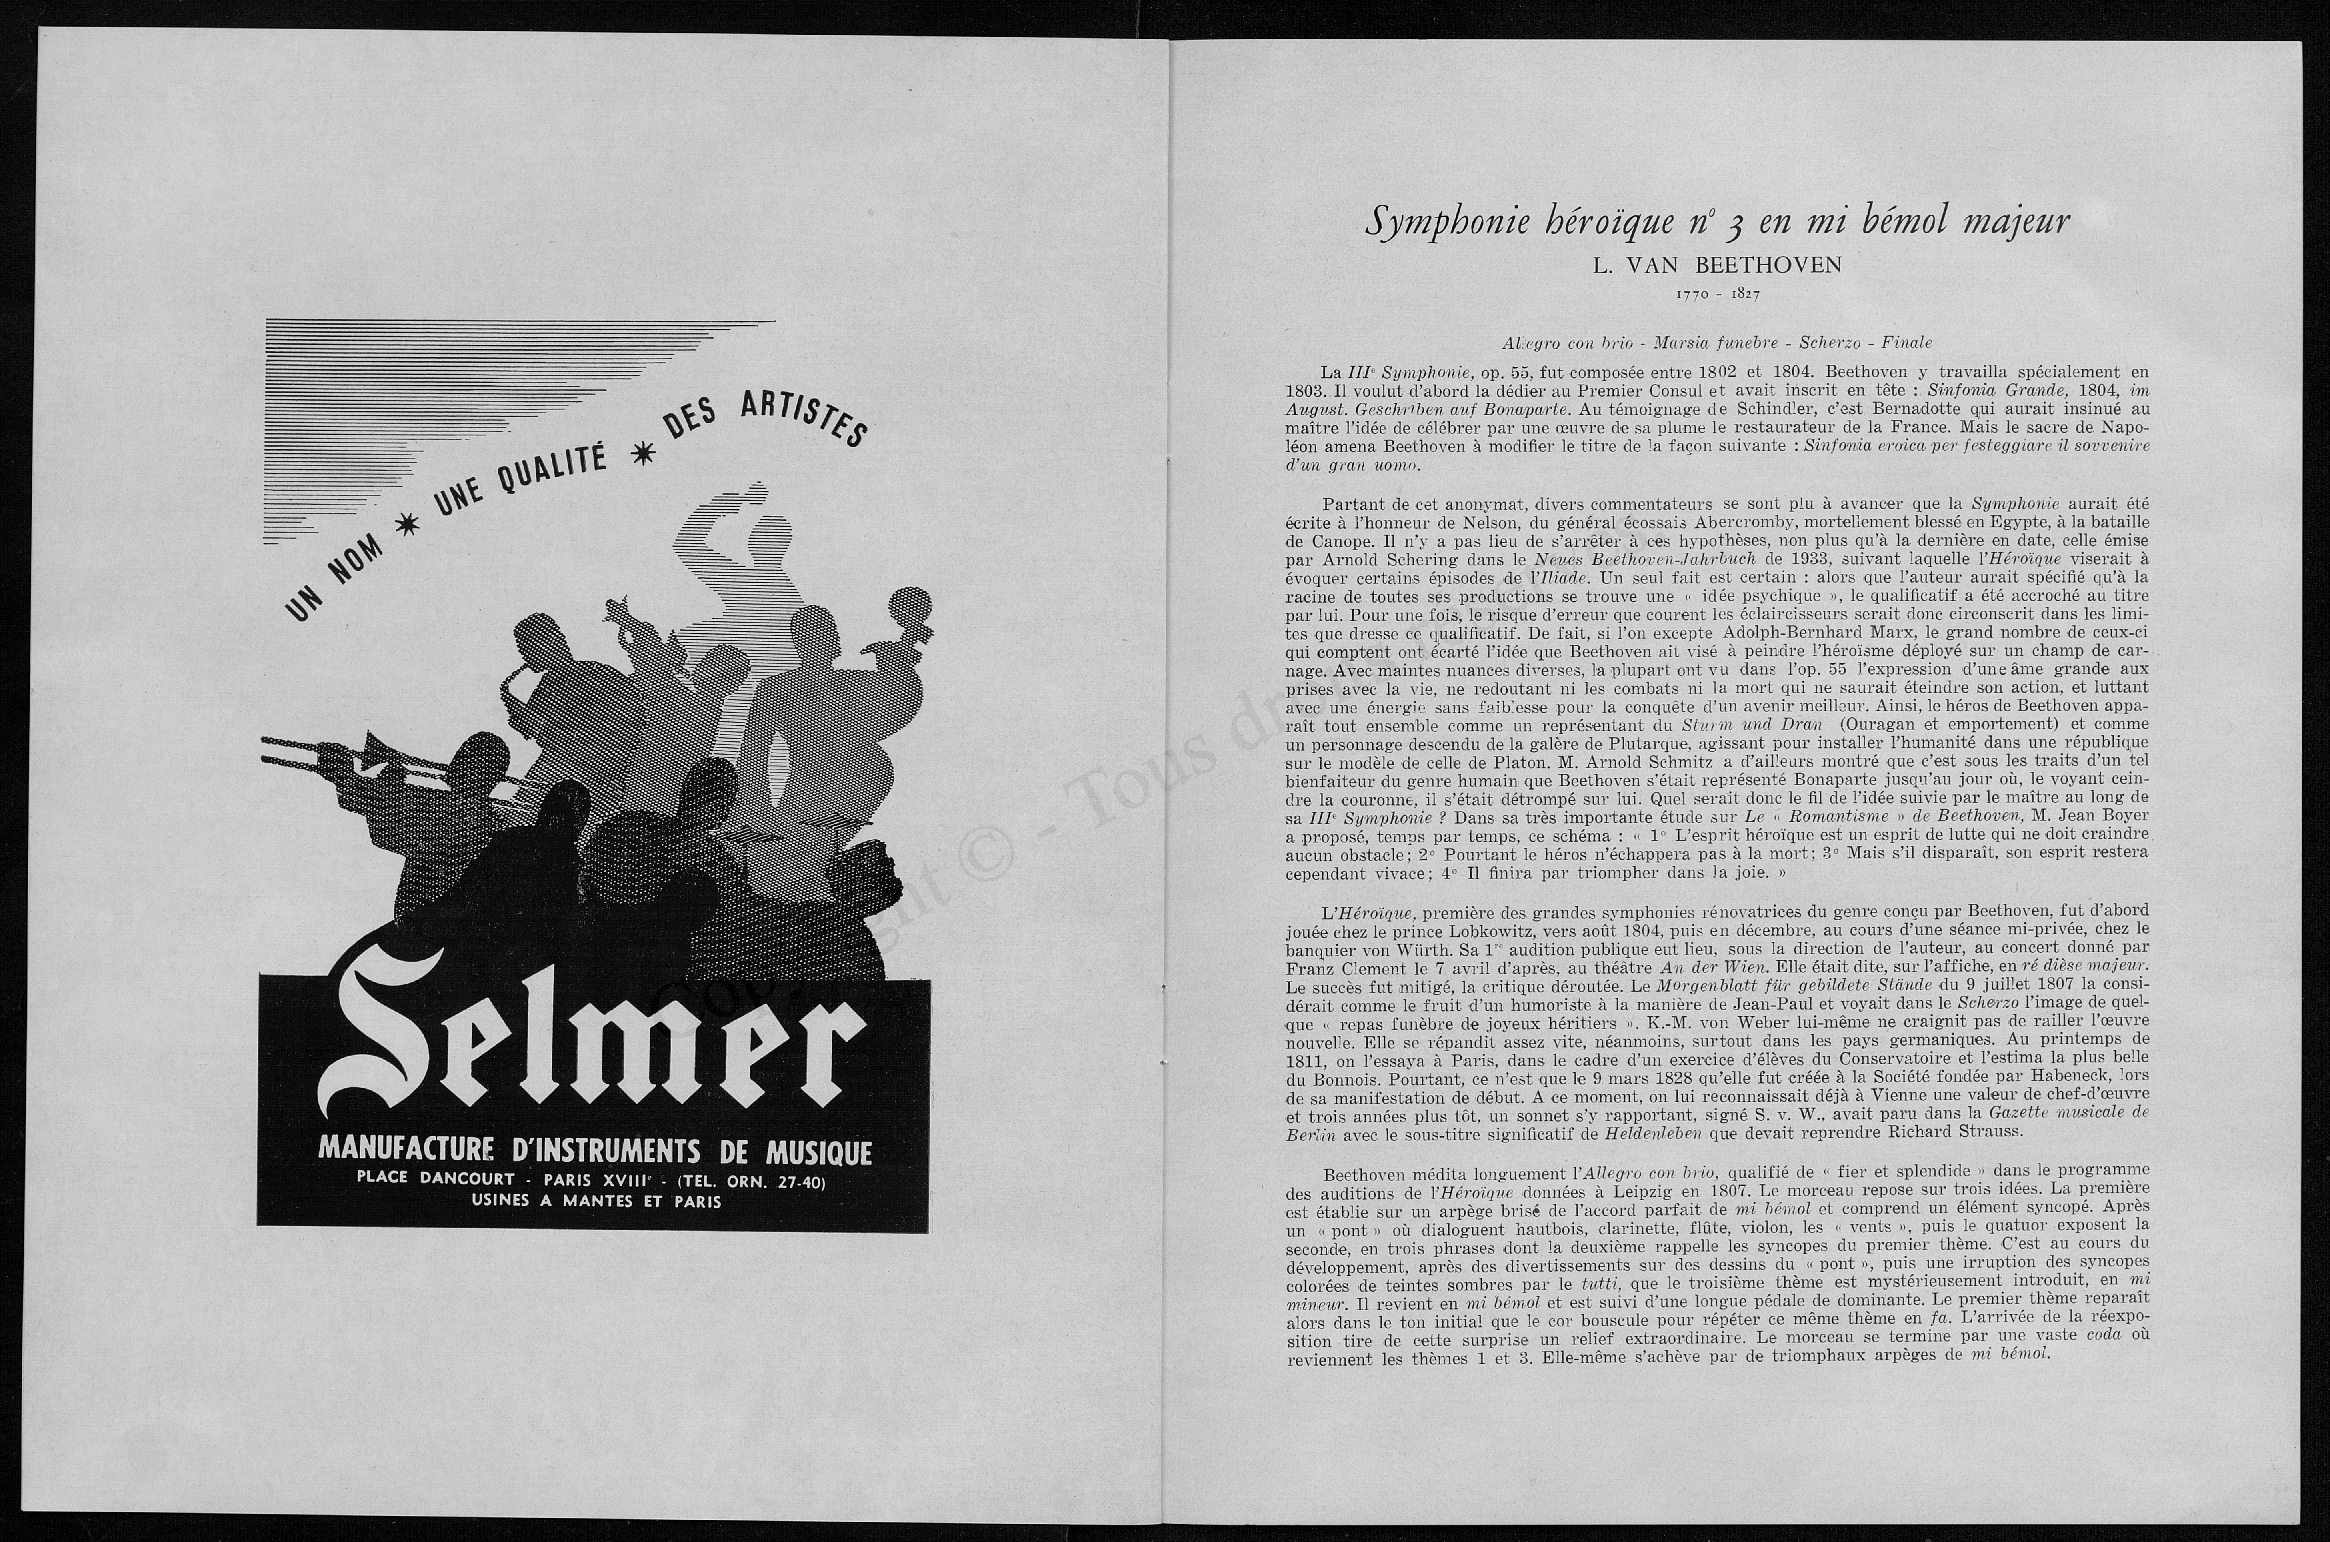 UN NOM * UNE QUALITÉ * DES ARTISTES
Selmer
MANUFACTURE D'INSTRUMENTS DE MUSIQUE
PLACE DANCOURT - PARIS XVIIIe - (TEL. ORN. 27-40)
USINES A MANTES ET PARIS
Copyright © - Tous dr
Symphonie héroïque n° 3 en mi bémol majeur
L. VAN BEETHOVEN
1770 - 1827
Allegro con brio - Marsia funebre - Scherzo - Finale
La IIIe Symphonie, op. 55, fut composée entre 1802 et 1804. Beethoven y travailla spécialement en
1803. Il voulut d'abord la dédier au Premier Consul et avait inscrit en tête : Sinfonia Grande, 1804, im
August. Geschriben auf Bonaparte. Au témoignage de Schindler, c'est Bernadotte qui aurait insinué au
maître l'idée de célébrer par une œuvre de sa plume le restaurateur de la France. Mais le sacre de Napo-
léon amena Beethoven à modifier le titre de la façon suivante : Sinfonia eroica per festeggiare il sovvenire
d'un gran uomo.
Partant de cet anonymat, divers commentateurs se sont plu à avancer que la Symphonie aurait été
écrite à l'honneur de Nelson, du général écossais Abercromby, mortellement blessé en Egypte, à la bataille
de Canope. Il n'y a pas lieu de s'arrêter à ces hypothèses, non plus qu'à la dernière en date, celle émise
par Arnold Schering dans le Neues Beethoven-Jahrbuch de 1933, suivant laquelle l'Héroïque viserait à
évoquer certains épisodes de l'Iliade. Un seul fait est certain : alors que l'auteur aurait spécifié qu'à la
racine de toutes ses productions se trouve une « idée psychique », le qualificatif a été accroché au titre
par lui. Pour une fois, le risque d'erreur que courent les éclaircisseurs serait donc circonscrit dans les limi-
tes que dresse ce qualificatif. De fait, si l'on excepte Adolph-Bernhard Marx, le grand nombre de ceux-ci
qui comptent ont écarté l'idée que Beethoven ait visé à peindre l'héroïsme déployé sur un champ de car-
nage. Avec maintes nuances diverses, la plupart ont vu dans l'op. 55 l'expression d'une âme grande aux
prises avec la vie, ne redoutant ni les combats ni la mort qui ne saurait éteindre son action, et luttant
avec une énergie sans faiblesse pour la conquête d'un avenir meilleur. Ainsi, le héros de Beethoven appa-
raît tout ensemble comme un représentant du Sturm und Dran (Ouragan et emportement) et comme
un personnage descendu de la galère de Plutarque, agissant pour installer l'humanité dans une république
sur le modèle de celle de Platon. M. Arnold Schmitz a d'ailleurs montré que c'est sous les traits d'un tel
bienfaiteur du genre humain que Beethoven s'était représenté Bonaparte jusqu'au jour où, le voyant cein-
dre la couronne, il s'était détrompé sur lui. Quel serait donc le fil de l'idée suivie par le maître au long de
sa IIIe Symphonie ? Dans sa très importante étude sur Le « Romantisme » de Beethoven, M. Jean Boyer
a proposé, temps par temps, ce schéma : « 1° L'esprit héroïque est un esprit de lutte qui ne doit craindre
aucun obstacle; 2° Pourtant le héros n'échappera pas à la mort; 3° Mais s'il disparaît, son esprit restera
cependant vivace; 4° Il finira par triompher dans la joie. »
L'Héroïque, première des grandes symphonies rénovatrices du genre conçu par Beethoven, fut d'abord
jouée chez le prince Lobkowitz, vers août 1804, puis en décembre, au cours d'une séance mi-privée, chez le
banquier von Würth. Sa 1re audition publique eut lieu, sous la direction de l'auteur, au concert donné par
Franz Clement le 7 avril d'après, au théâtre An der Wien. Elle était dite, sur l'affiche, en ré dièse majeur.
Le succès fut mitigé, la critique déroutée. Le Morgenblatt für gebildete Stände du 9 juillet 1807 la consi-
dérait comme le fruit d'un humoriste à la manière de Jean-Paul et voyait dans le Scherzo l'image de quel-
que « repas funèbre de joyeux héritiers ». K.-M. von Weber lui-même ne craignit pas de railler l'œuvre
nouvelle. Elle se répandit assez vite, néanmoins, surtout dans les pays germaniques. Au printemps de
1811, on l'essaya à Paris, dans le cadre d'un exercice d'élèves du Conservatoire et l'estima la plus belle
du Bonnois. Pourtant, ce n'est que le 9 mars 1828 qu'elle fut créée à la Société fondée par Habeneck, lors
de sa manifestation de début. A ce moment, on lui reconnaissait déjà à Vienne une valeur de chef-d'œuvre
et trois années plus tôt, un sonnet s'y rapportant, signé S. v. W., avait paru dans la Gazette musicale de
Berlin avec le sous-titre significatif de Heldenleben que devait reprendre Richard Strauss.
Beethoven médita longuement l'Allegro con brio, qualifié de « fier et splendide » dans le programme
des auditions de l'Héroïque données à Leipzig en 1807. Le morceau repose sur trois idées. La première
est établie sur un arpège brisé de l'accord parfait de mi bémol et comprend un élément syncopé. Après
un « pont » où dialoguent hautbois, clarinette, flûte, violon, les « vents », puis le quatuor exposent la
seconde, en trois phrases dont la deuxième rappelle les syncopes du premier thème. C'est au cours du
développement, après des divertissements sur des dessins du « pont », puis une irruption des syncopes
colorées de teintes sombres par le tutti, que le troisième thème est mystérieusement introduit, en mi
mineur. Il revient en mi bémol et est suivi d'une longue pédale de dominante. Le premier thème reparaît
alors dans le ton initial que le cor bouscule pour répéter ce même thème en fa. L'arrivée de la réexpo-
sition tire de cette surprise un relief extraordinaire. Le morceau se termine par une vaste coda où
reviennent les thèmes 1 et 3. Elle-même s'achève par de triomphaux arpèges de mi bémol.